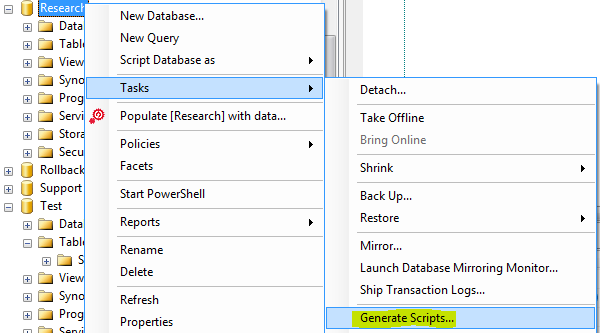 Research
Data
Table
View
Syno
Prog
Servi
Stora
Secu
Rollback
Support
Test
Data
Table
S
View
Syno
Prog
Servi
New Database...
New Query
Script Database as
Tasks
Populate [Research] with data...
Policies
Facets
Start PowerShell
Reports
Rename
Delete
Refresh
Properties
Detach...
Take Offline
Bring Online
Shrink
Back Up...
Restore
Mirror...
Launch Database Mirroring Monitor...
Ship Transaction Logs...
Generate Scripts...